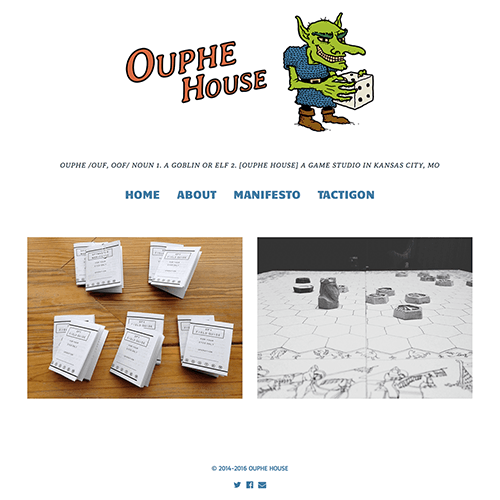 OUPHE
HOUSE
OUPHE /OUF, OOF/ NOUN 1. A GOBLIN OR ELF 2. [OUPHE HOUSE] A GAME STUDIO IN KANSAS CITY, MO
HOME ABOUT MANIFESTO TACTIGON
© 2014-2016 OUPHE HOUSE